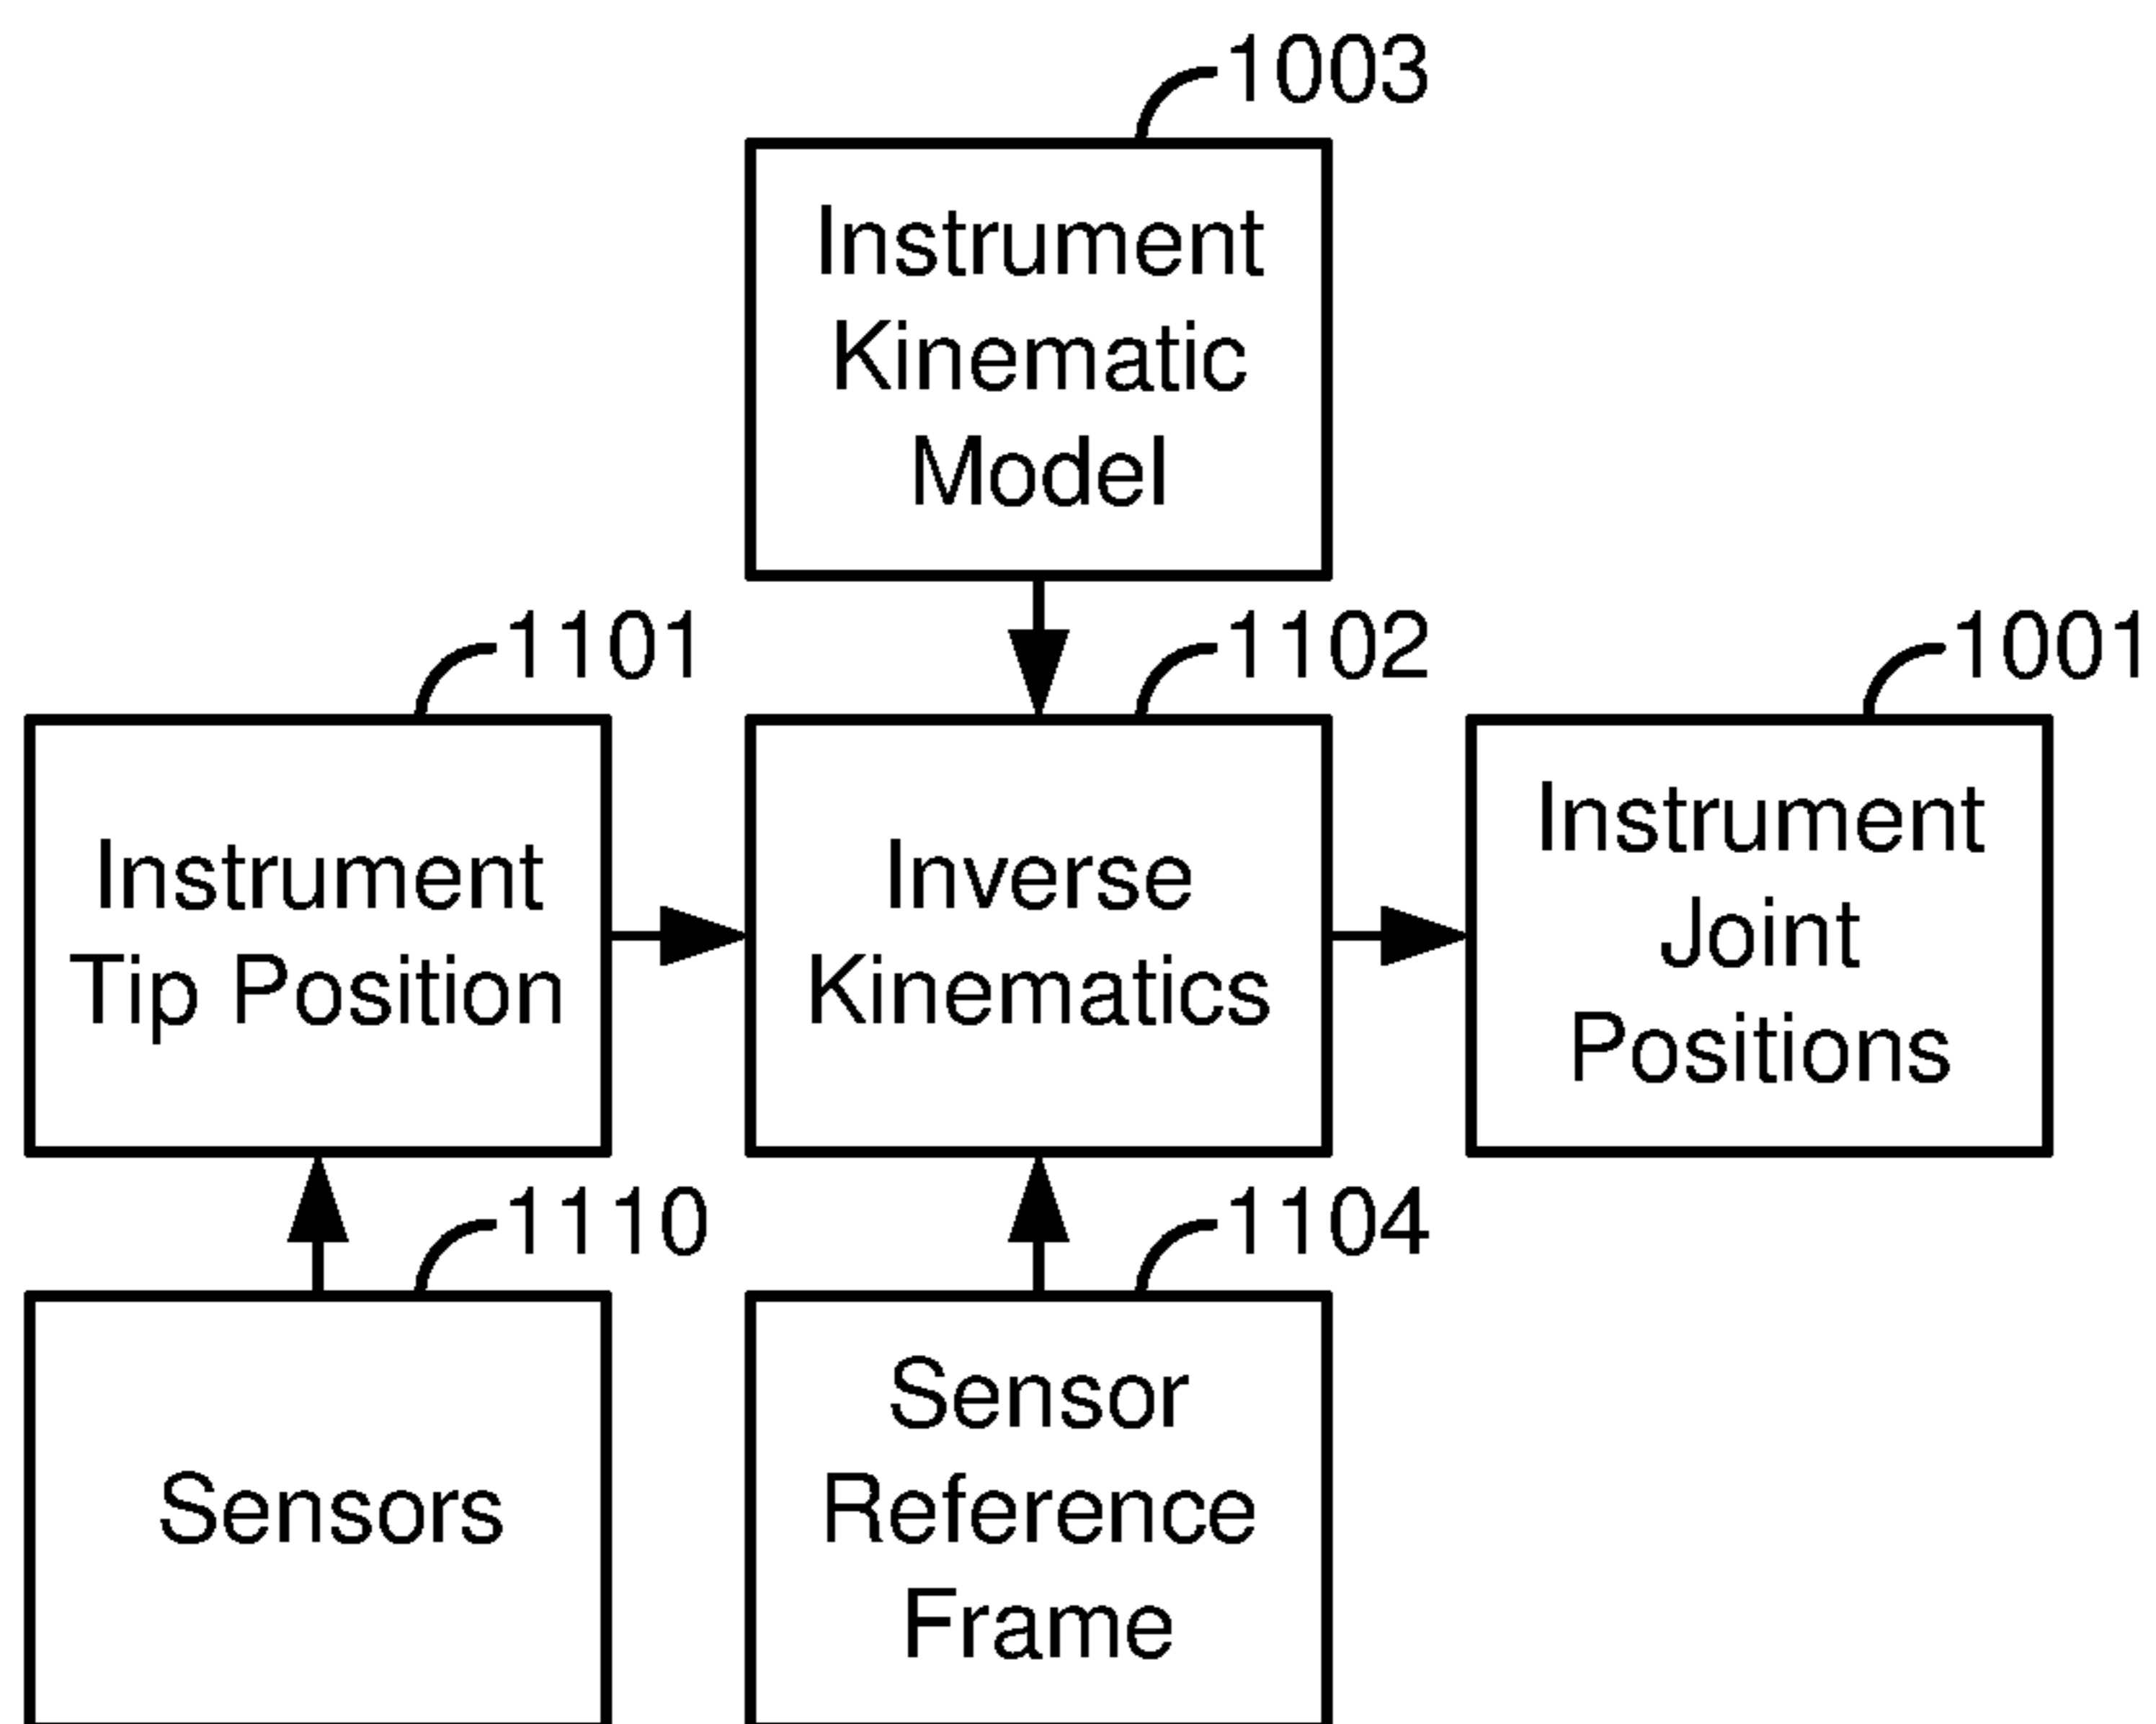 1003
Instrument
Kinematic
Model
1101
1102
1001
Instrument
Tip Position
Inverse
Kinematics
Instrument
Joint
Positions
1110
1104
Sensors
Sensor
Reference
Frame